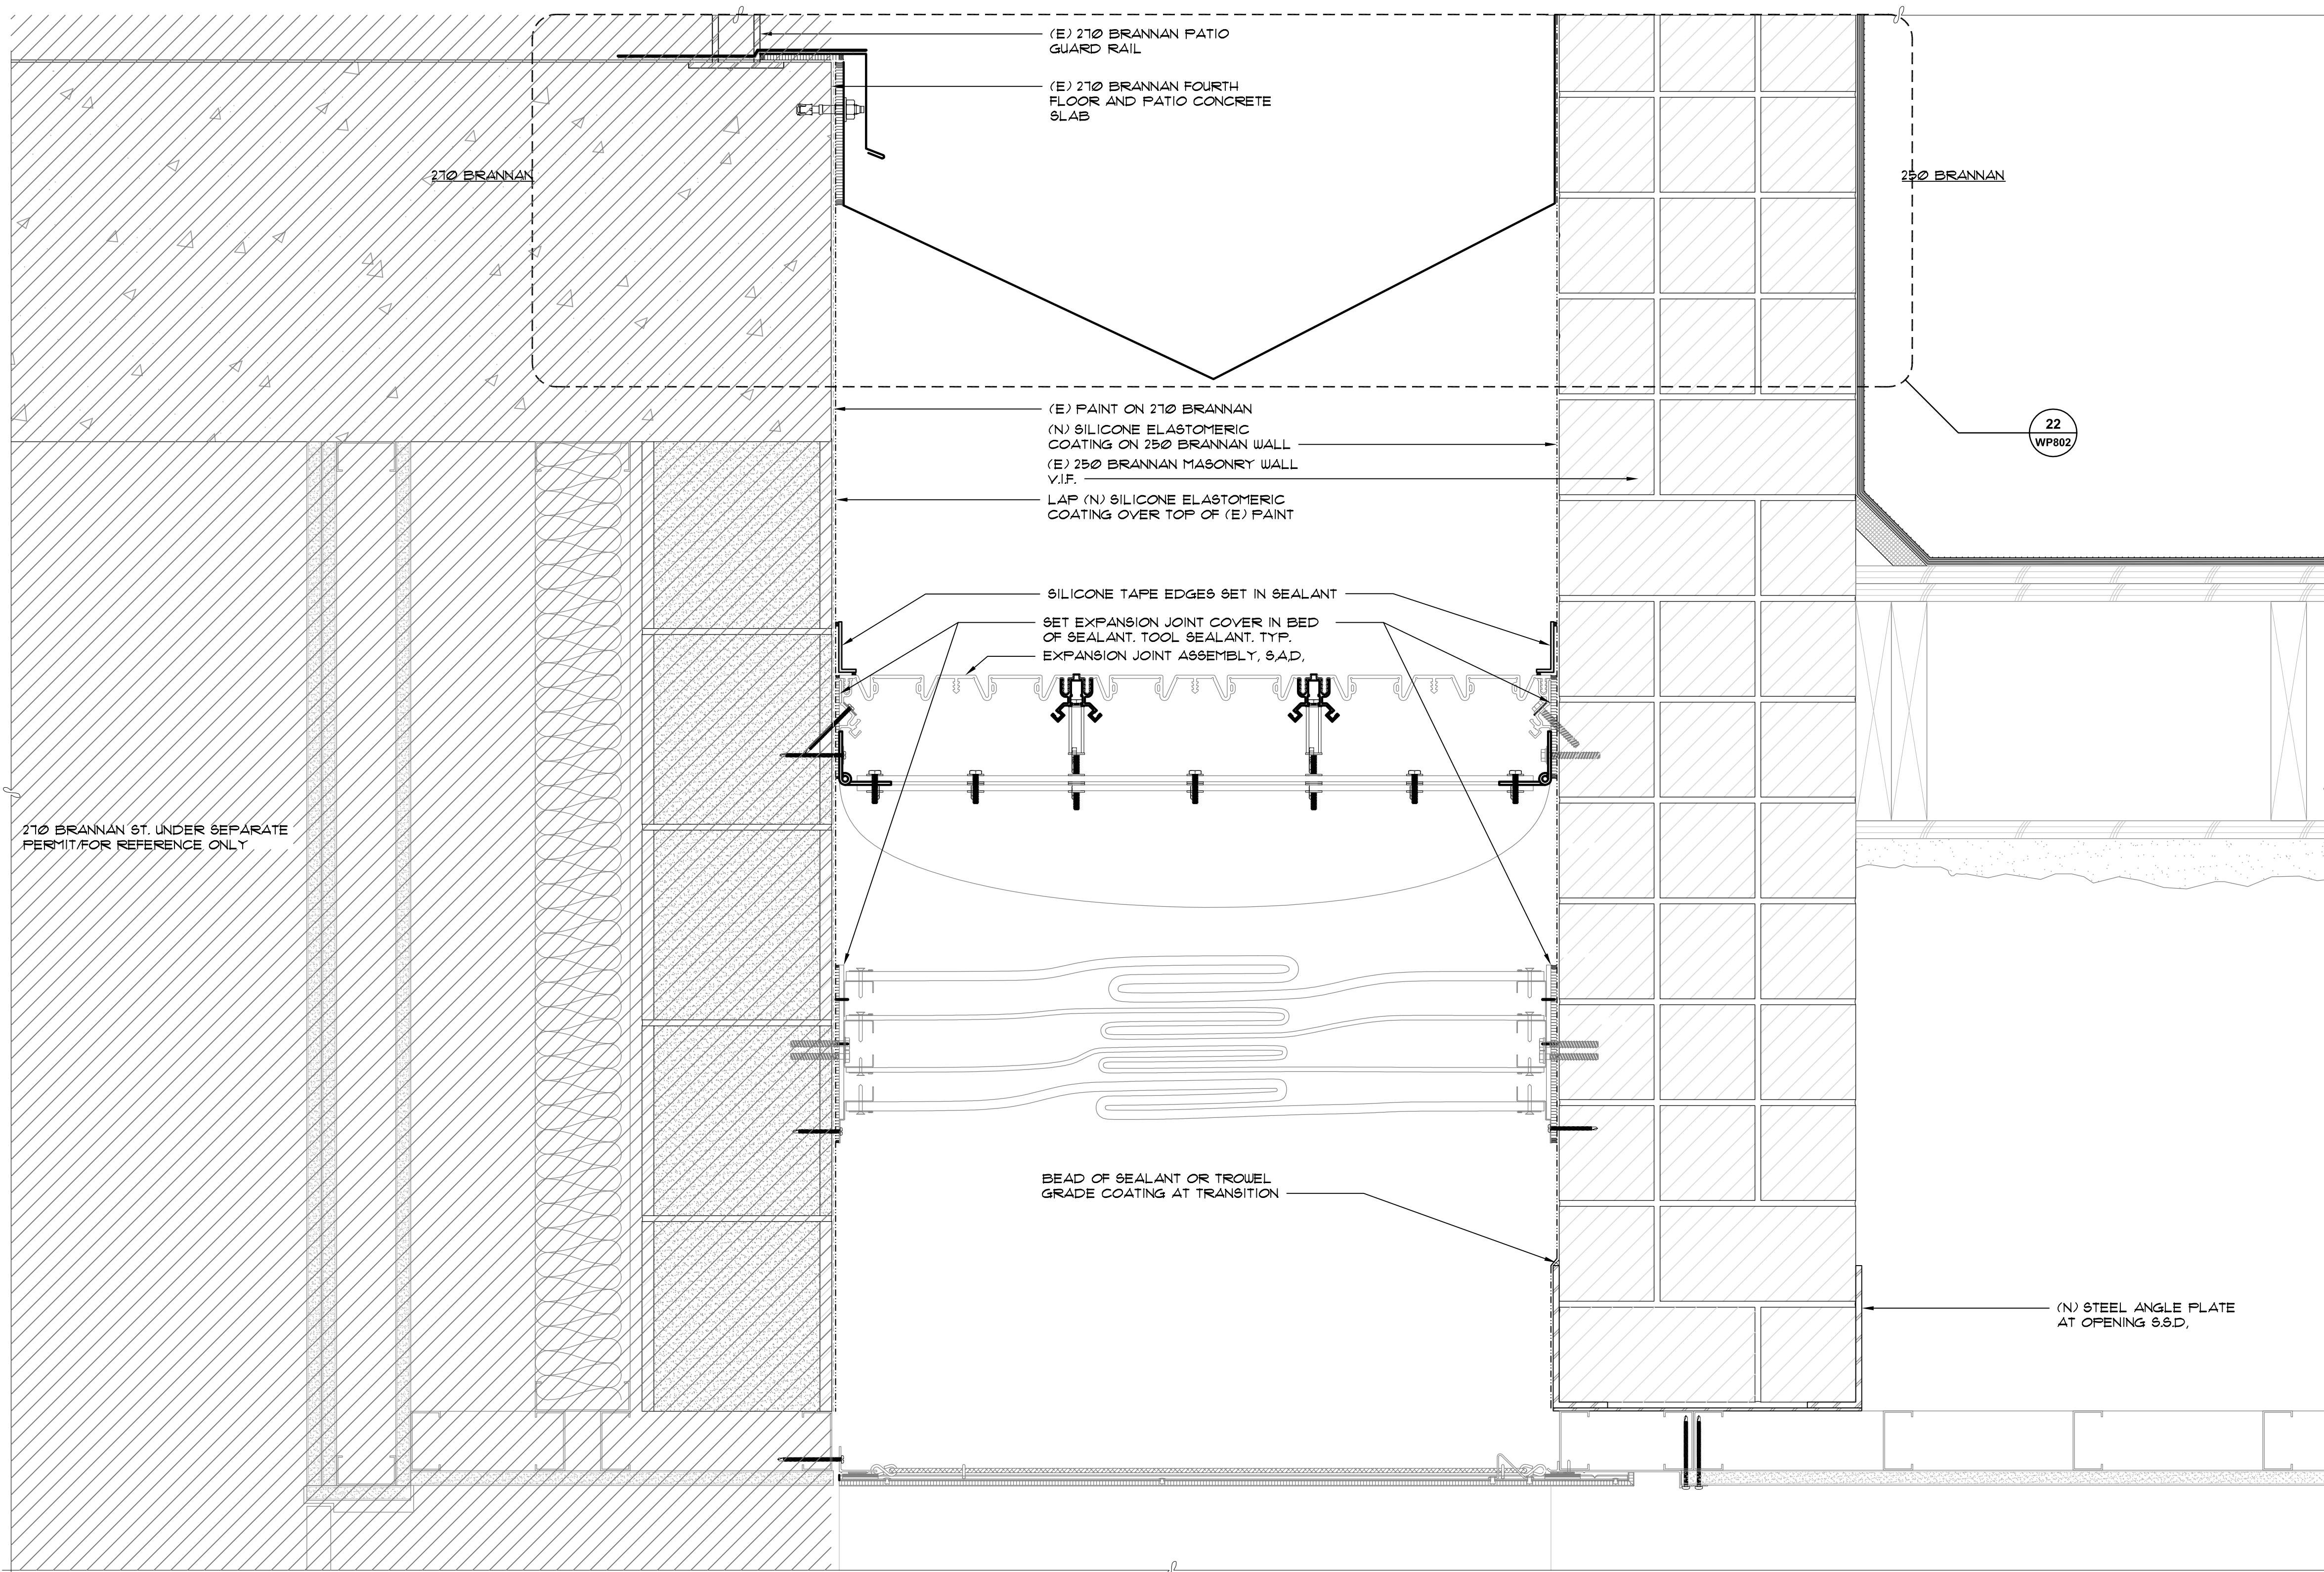 (E) 270 BRANNAN PATIO
GUARD RAIL
(E) 270 BRANNAN FOURTH
FLOOR AND PATIO CONCRETE
SLAB
270 BRANNAN
250 BRANNAN
(E) PAINT ON 270 BRANNAN
(N) SILICONE ELASTOMERIC
COATING ON 250 BRANNAN WALL
(E) 250 BRANNAN MASONRY WALL
V.I.F.
LAP (N) SILICONE ELASTOMERIC
COATING OVER TOP OF (E) PAINT
22
WP802
SILICONE TAPE EDGES SET IN SEALANT
SET EXPANSION JOINT COVER IN BED
OF SEALANT. TOOL SEALANT. TYP.
EXPANSION JOINT ASSEMBLY, S,A,D,
270 BRANNAN ST. UNDER SEPARATE
PERMIT/FOR REFERENCE ONLY
BEAD OF SEALANT OR TROWEL
GRADE COATING AT TRANSITION
(N) STEEL ANGLE PLATE
AT OPENING S.S.D,